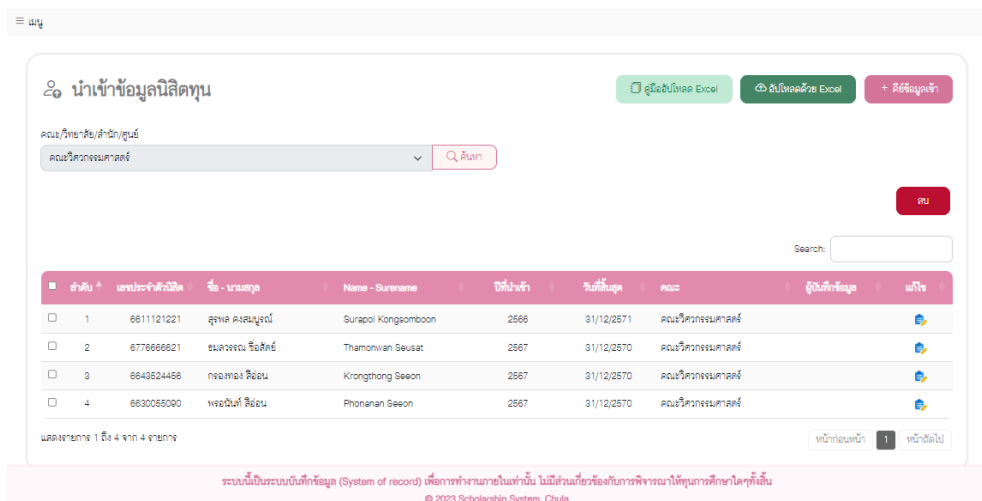 ≡ เมนู
นำเข้าข้อมูลนิสิตทุน
คู่มืออัปโหลด Excel อัปโหลดด้วย Excel + คีย์ข้อมูลเข้า
คณะ/วิทยาลัย/สำนัก/ศูนย์
คณะวิศวกรรมศาสตร์ ค้นหา
ลบ
Search:
ลำดับ เลขประจำตัวนิสิต ชื่อ - นามสกุล Name - Surename ปีที่นำเข้า วันที่สิ้นสุด คณะ ผู้บันทึกข้อมูล แก้ไข
1 6611121221 สุรพล คงสมบูรณ์ Surapol Kongsomboon 2566 31/12/2571 คณะวิศวกรรมศาสตร์
2 6776666621 ธมลวรรณ ซื่อสัตย์ Thamonwan Seusat 2567 31/12/2570 คณะวิศวกรรมศาสตร์
3 6643524456 กรองทอง สีอ่อน Krongthong Seeon 2567 31/12/2570 คณะวิศวกรรมศาสตร์
4 6630055090 พรอนันท์ สีอ่อน Phonanan Seeon 2567 31/12/2570 คณะวิศวกรรมศาสตร์
แสดงรายการ 1 ถึง 4 จาก 4 รายการ หน้าก่อนหน้า 1 หน้าถัดไป
ระบบนี้เป็นระบบบันทึกข้อมูล (System of record) เพื่อการทำงานภายในเท่านั้น ไม่มีส่วนเกี่ยวข้องกับการพิจารณาให้ทุนการศึกษาใดๆทั้งสิ้น
© 2023 Scholarship System, Chula